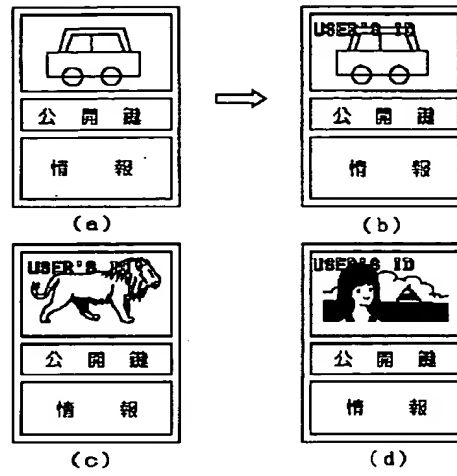 公 開 鍵
情 報
(a)
USER'S ID
公 開 鍵
情 報
(b)
USER'S ID
公 開 鍵
情 報
(c)
USER'S ID
公 開 鍵
情 報
(d)